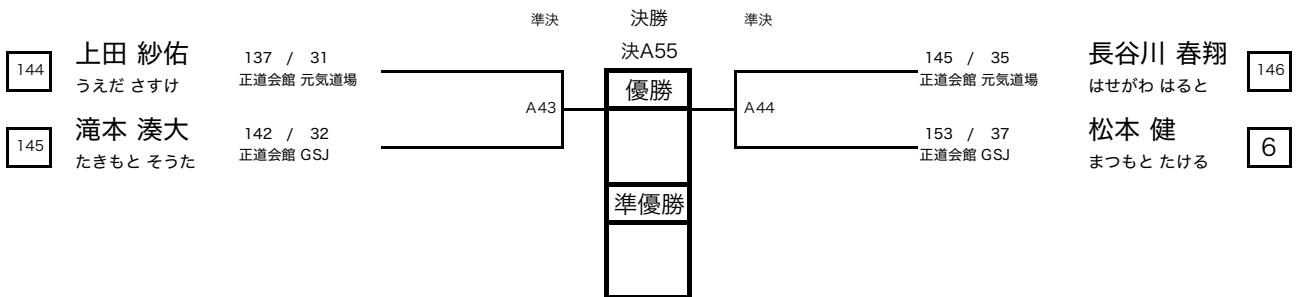 準決
決勝
準決
決A55
144
上田 紗佑
うえだ さすけ
137 / 31
正道会館 元気道場
145
滝本 湊大
たきもと そうた
142 / 32
正道会館 GSJ
A43
優勝
準優勝
A44
145 / 35
正道会館 元気道場
長谷川 春翔
はせがわ はると
146
153 / 37
正道会館 GSJ
松本 健
まつもと たける
6